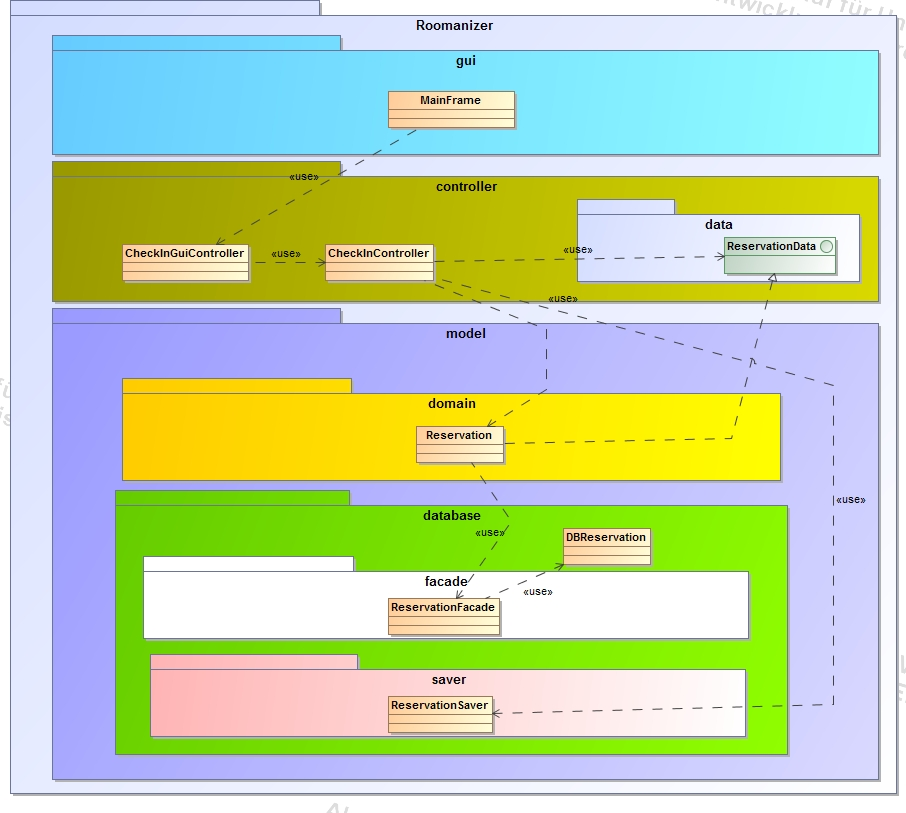 Roomanizer
gui
MainFrame
«use»
controller
data
CheckInGuiController
«use»
CheckInController
«use»
ReservationData
«use»
model
domain
Reservation
«use»
database
«use»
DBReservation
facade
«use»
ReservationFacade
saver
ReservationSaver